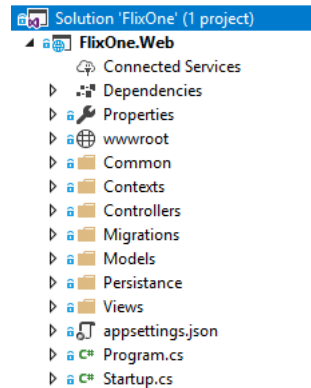 Solution 'FlixOne' (1 project)
FlixOne.Web
Connected Services
Dependencies
Properties
wwwroot
Common
Contexts
Controllers
Migrations
Models
Persistance
Views
appsettings.json
C# Program.cs
C# Startup.cs